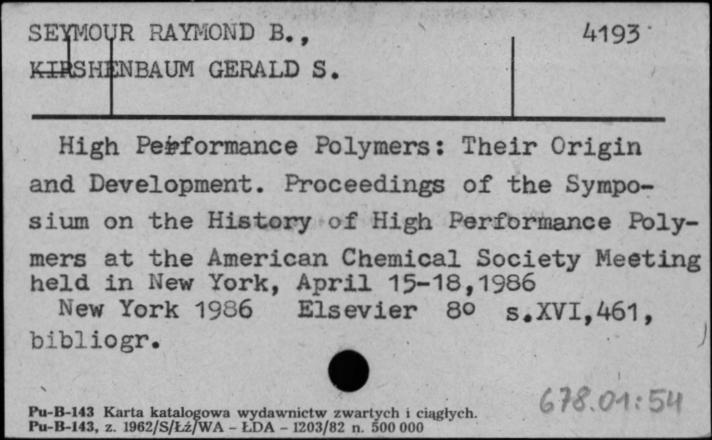 SEYMOUR RAYMOND B., 4193
KIRSHENBAUM GERALD S.
High Performance Polymers: Their Origin
and Development. Proceedings of the Sympo-
sium on the History of High Performance Poly-
mers at the American Chemical Society Meeting
held in New York, April 15-18,1986
New York 1986 Elsevier 8o s.XVI,461,
bibliogr.
678.01:54
Pu-B-143 Karta katalogowa wydawnictw zwartych i ciągłych.
Pu-B-143, z. 1962/S/Łż/WA - ŁDA - 1203/82 n. 500 000